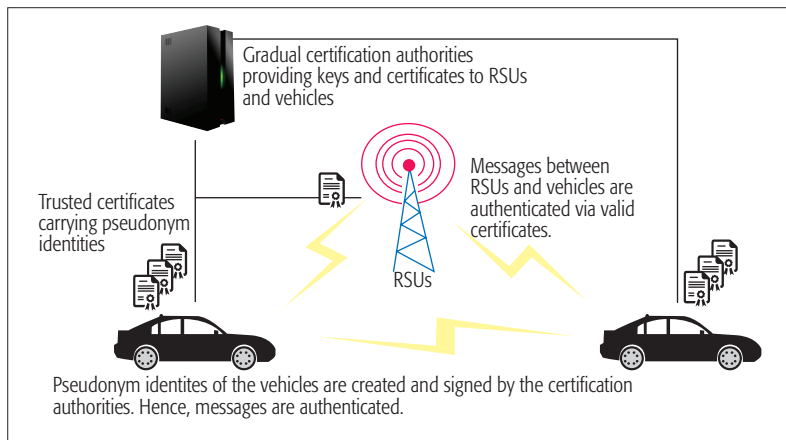 Gradual certification authorities
providing keys and certificates to RSUs
and vehicles
Messages between
RSUs and vehicles are
authenticated via valid
certificates.
Trusted certificates
carrying pseudonym
identities
RSUs
Pseudonym identites of the vehicles are created and signed by the certification
authorities. Hence, messages are authenticated.